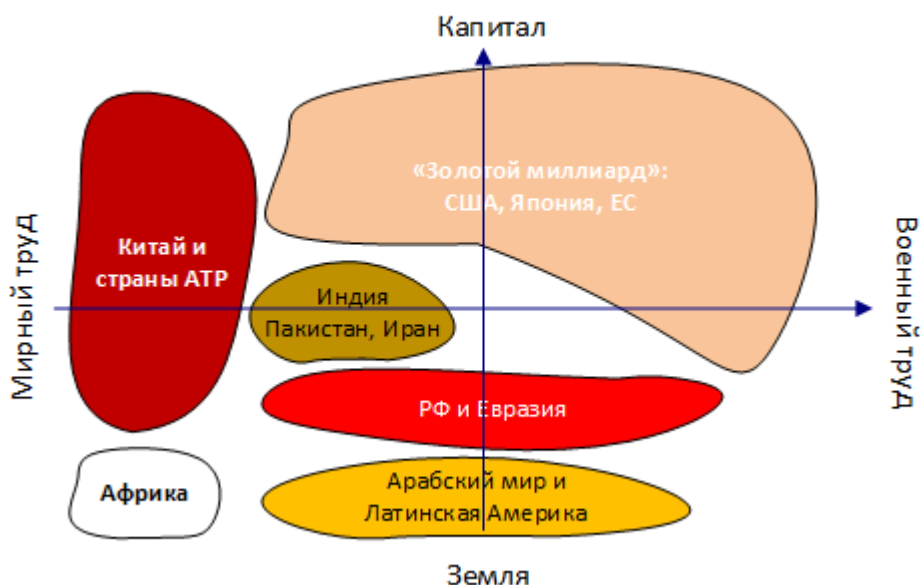 Капитал
«Золотой миллиард»:
США, Япония, ЕС
Китай и
страны АТР
Мирный труд
Военный труд
Индия
Пакистан, Иран
РФ и Евразия
Африка
Арабский мир и
Латинская Америка
Земля